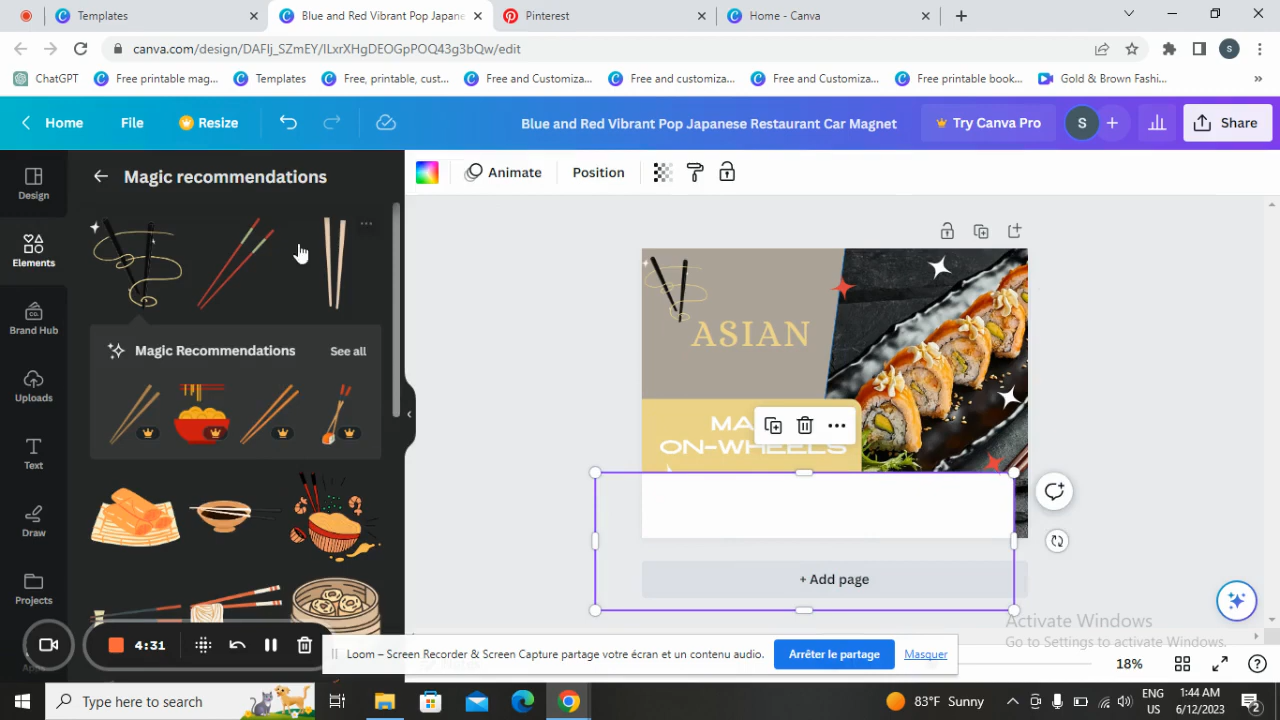 Templates
Blue and Red Vibrant Pop Japane
Pinterest
Home - Canva
canva.com/design/DAFIj_SZmEY/ILxrXHgDEOGpPOQ43g3bQw/edit
S
ChatGPT
Free printable mag...
Templates
Free, printable, cust...
Free and Customiza...
Free and customiza...
Free and Customiza...
Free printable book...
Gold & Brown Fashi...
Home
File
Resize
Blue and Red Vibrant Pop Japanese Restaurant Car Magnet
Try Canva Pro
S
Share
Design
Elements
Brand Hub
CO.
Uploads
Text
Draw
Projects
Magic recommendations
Magic Recommendations
See all
Animate
Position
ASIAN
MA
ON-WHEELS
+ Add page
4:31
Loom – Screen Recorder & Screen Capture partage votre écran et un contenu audio.
Arrêter le partage
Masquer
Activate Windows
Go to Settings to activate Windows.
18%
Type here to search
83°F Sunny
ENG
US
1:44 AM
6/12/2023
2